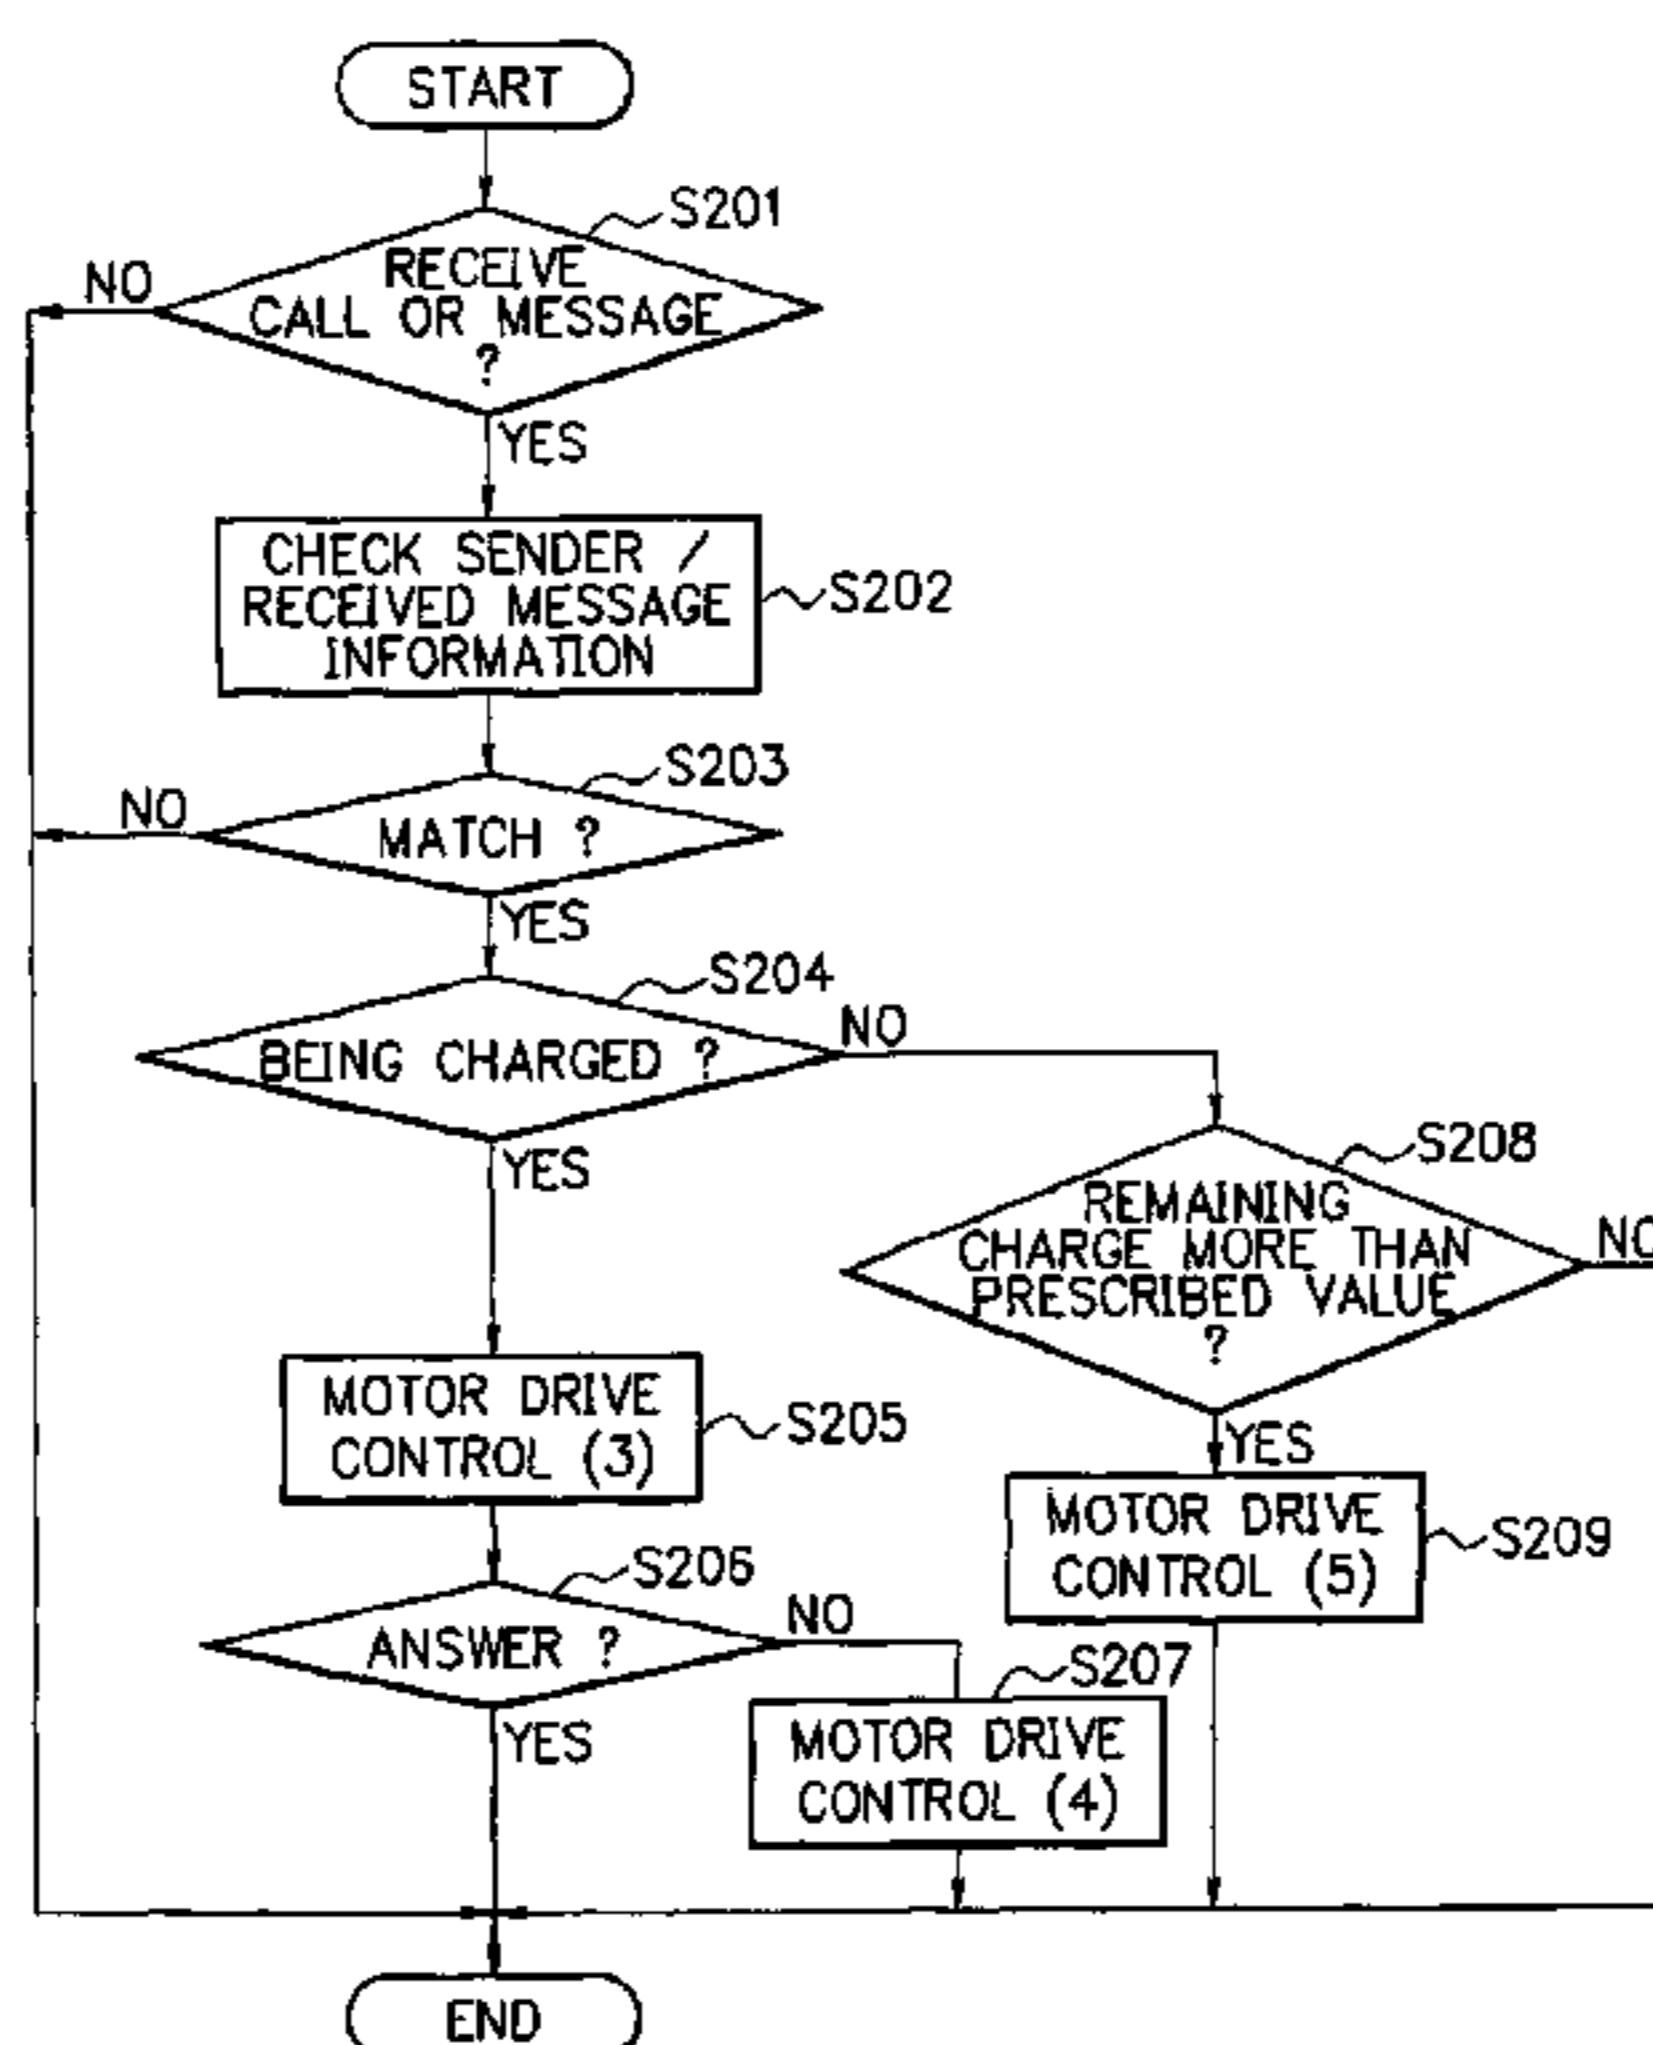 START
S201
RECEIVE
CALL OR MESSAGE
?
NO
YES
CHECK SENDER /
RECEIVED MESSAGE
INFORMATION
S202
S203
MATCH ?
NO
YES
S204
BEING CHARGED ?
NO
YES
S208
REMAINING
CHARGE MORE THAN
PRESCRIBED VALUE
?
NO
YES
MOTOR DRIVE
CONTROL (3)
S205
MOTOR DRIVE
CONTROL (5)
S209
S206
ANSWER ?
NO
YES
S207
MOTOR DRIVE
CONTROL (4)
END